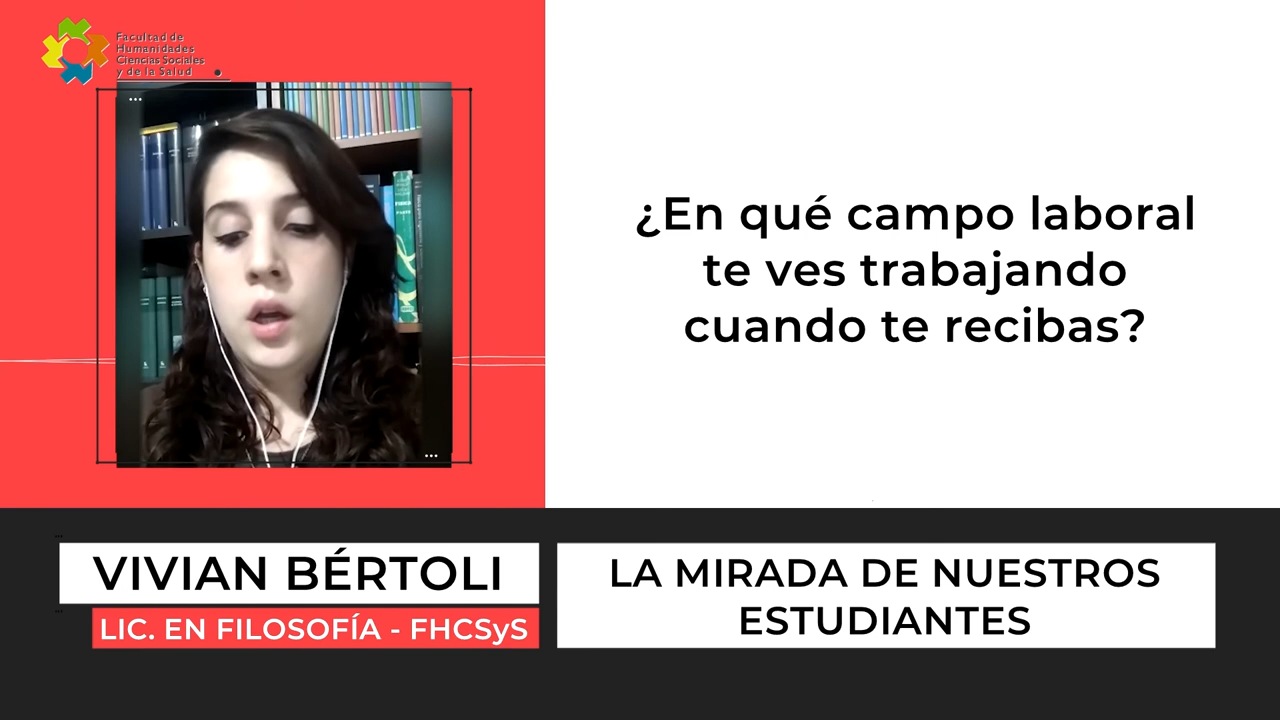 Facultad de
Humanidades
Ciencias Sociales
y de la Salud
¿En qué campo laboral
te ves trabajando
cuando te recibas?
VIVIAN BÉRTOLI
LIC. EN FILOSOFÍA - FHCSyS
LA MIRADA DE NUESTROS
ESTUDIANTES